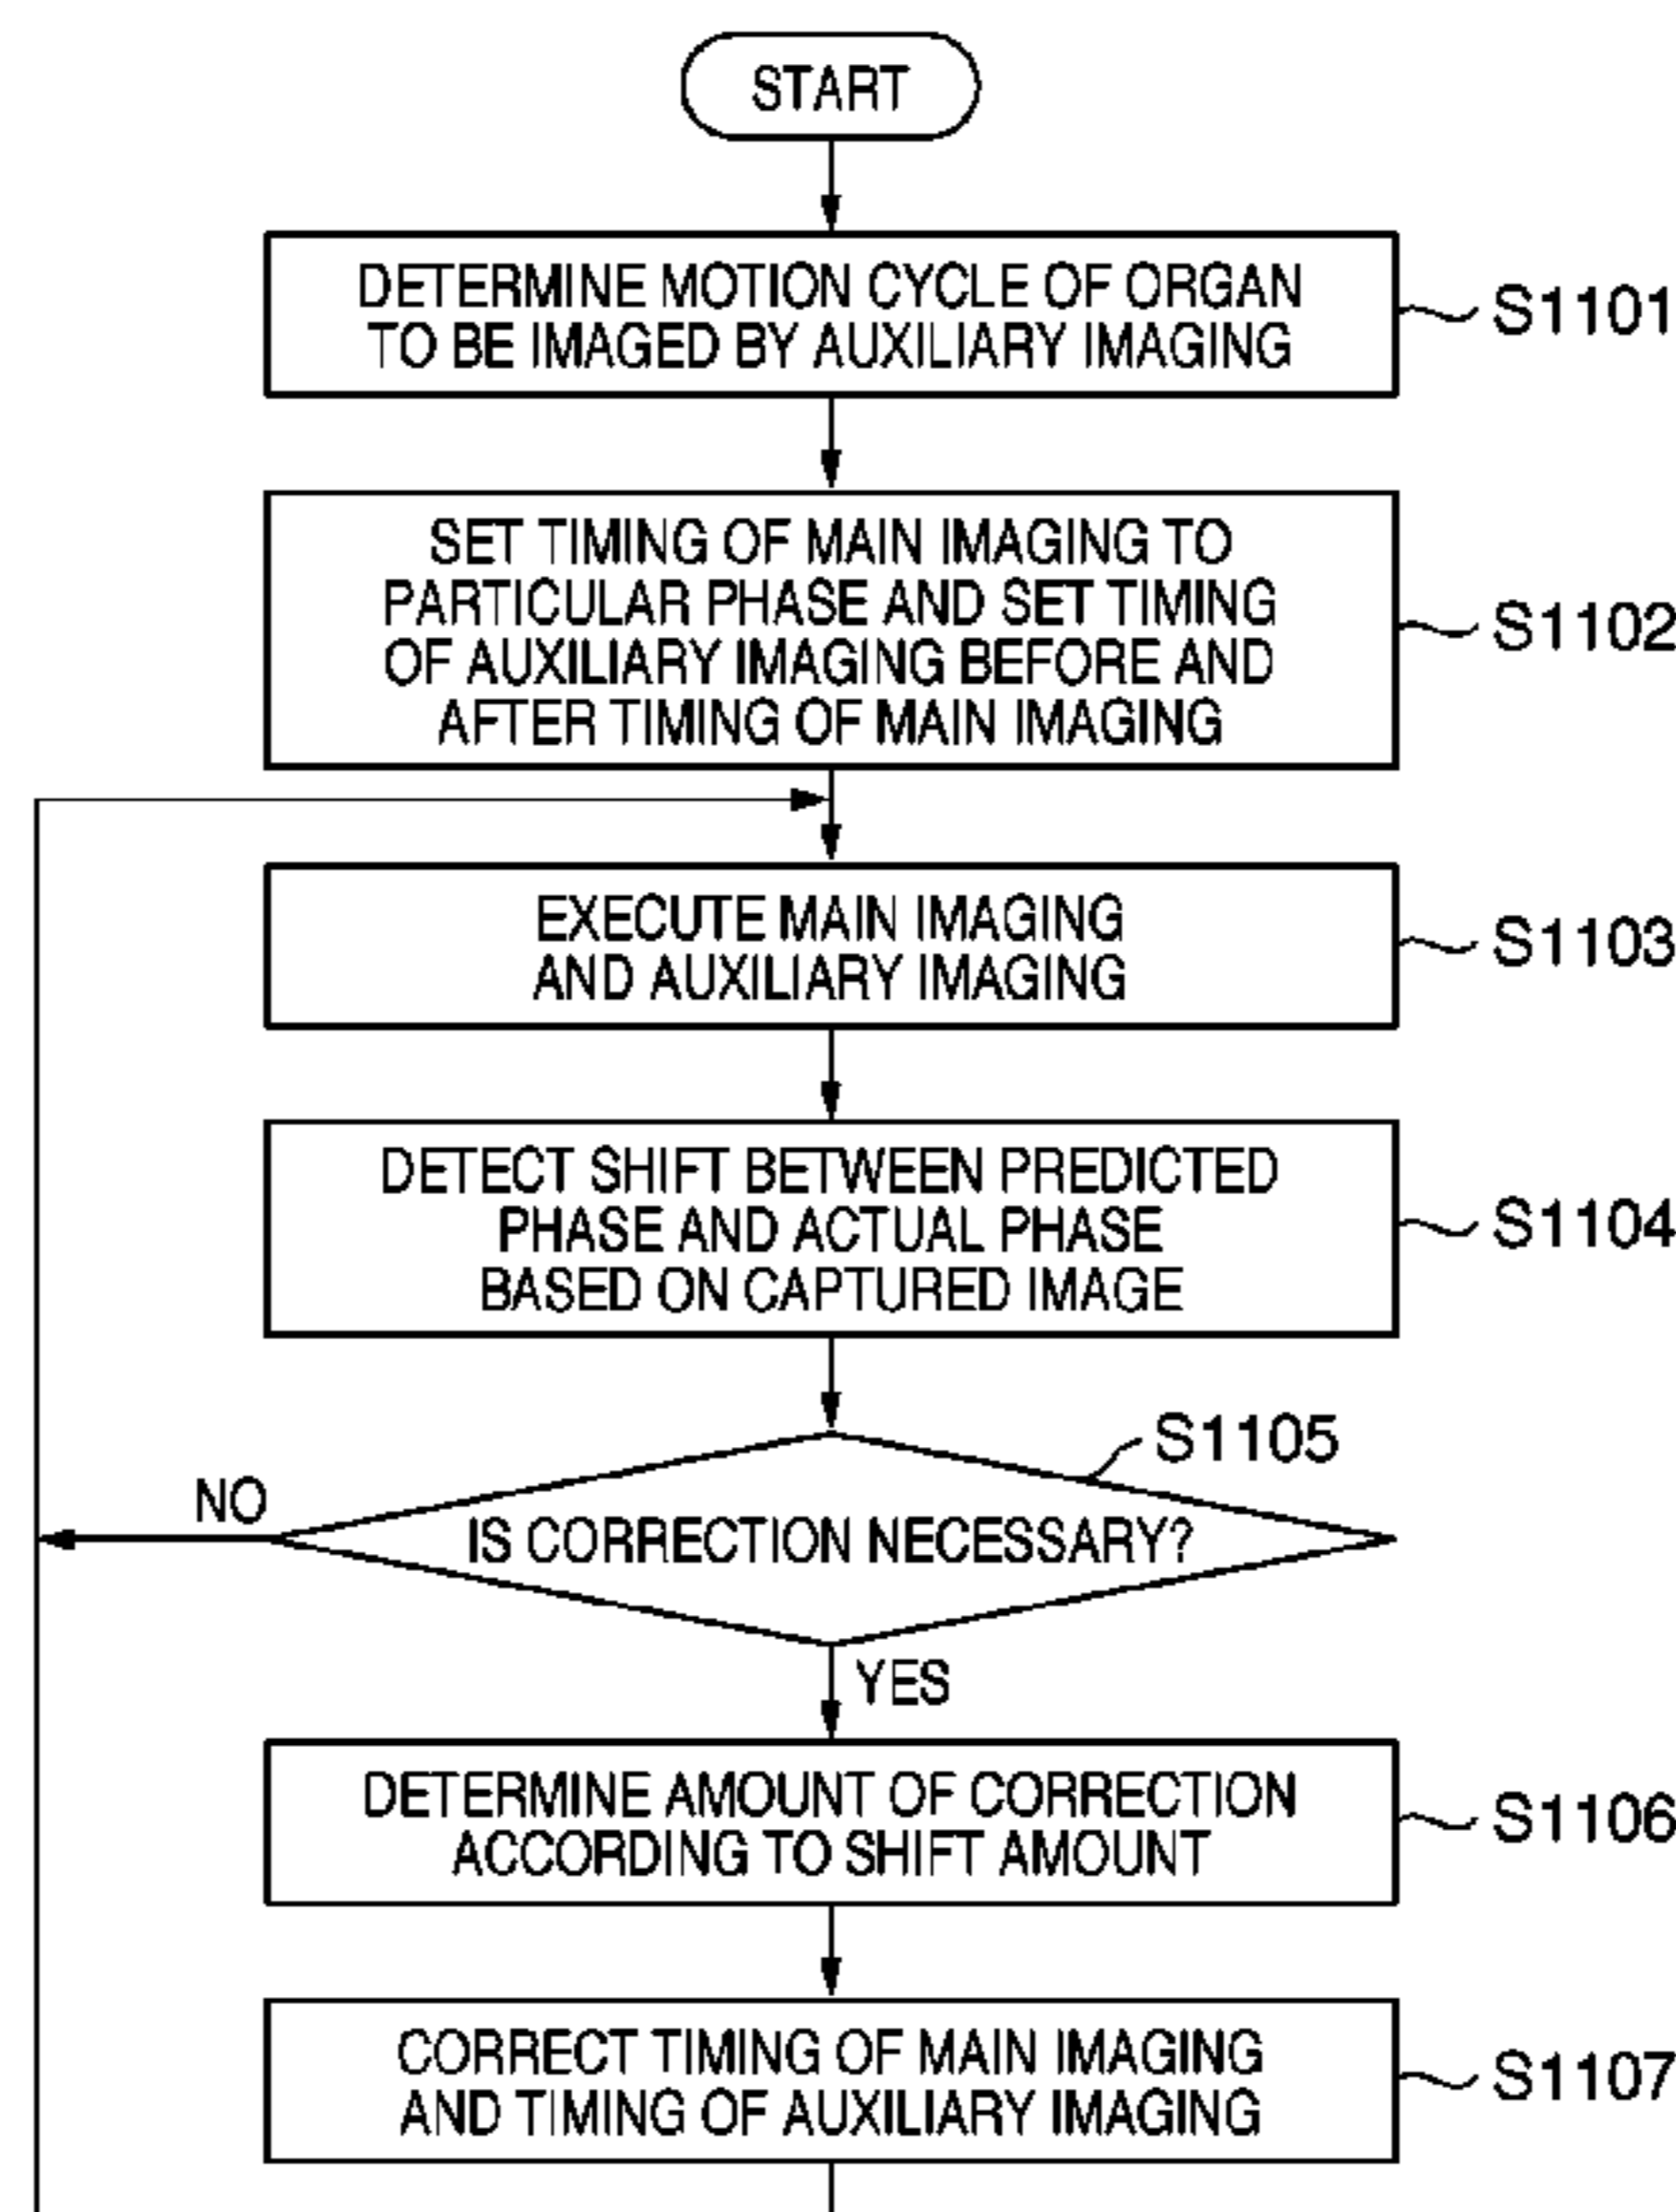 START
DETERMINE MOTION CYCLE OF ORGAN
TO BE IMAGED BY AUXILIARY IMAGING
S1101
SET TIMING OF MAIN IMAGING TO
PARTICULAR PHASE AND SET TIMING
OF AUXILIARY IMAGING BEFORE AND
AFTER TIMING OF MAIN IMAGING
S1102
EXECUTE MAIN IMAGING
AND AUXILIARY IMAGING
S1103
DETECT SHIFT BETWEEN PREDICTED
PHASE AND ACTUAL PHASE
BASED ON CAPTURED IMAGE
S1104
S1105
NO
IS CORRECTION NECESSARY?
YES
DETERMINE AMOUNT OF CORRECTION
ACCORDING TO SHIFT AMOUNT
S1106
CORRECT TIMING OF MAIN IMAGING
AND TIMING OF AUXILIARY IMAGING
S1107